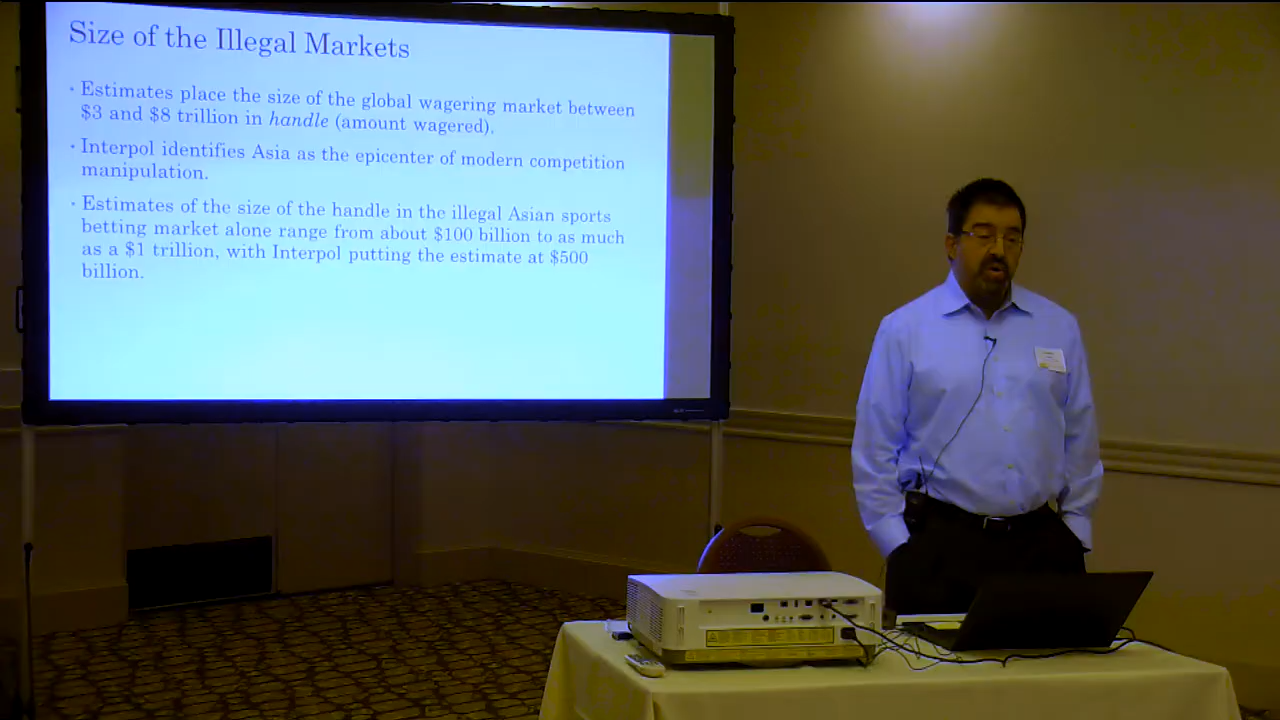 Size of the Illegal Markets
• Estimates place the size of the global wagering market between
$3 and $8 trillion in handle (amount wagered).
• Interpol identifies Asia as the epicenter of modern competition
manipulation.
• Estimates of the size of the handle in the illegal Asian sports
betting market alone range from about $100 billion to as much
as a $1 trillion, with Interpol putting the estimate at $500
billion.